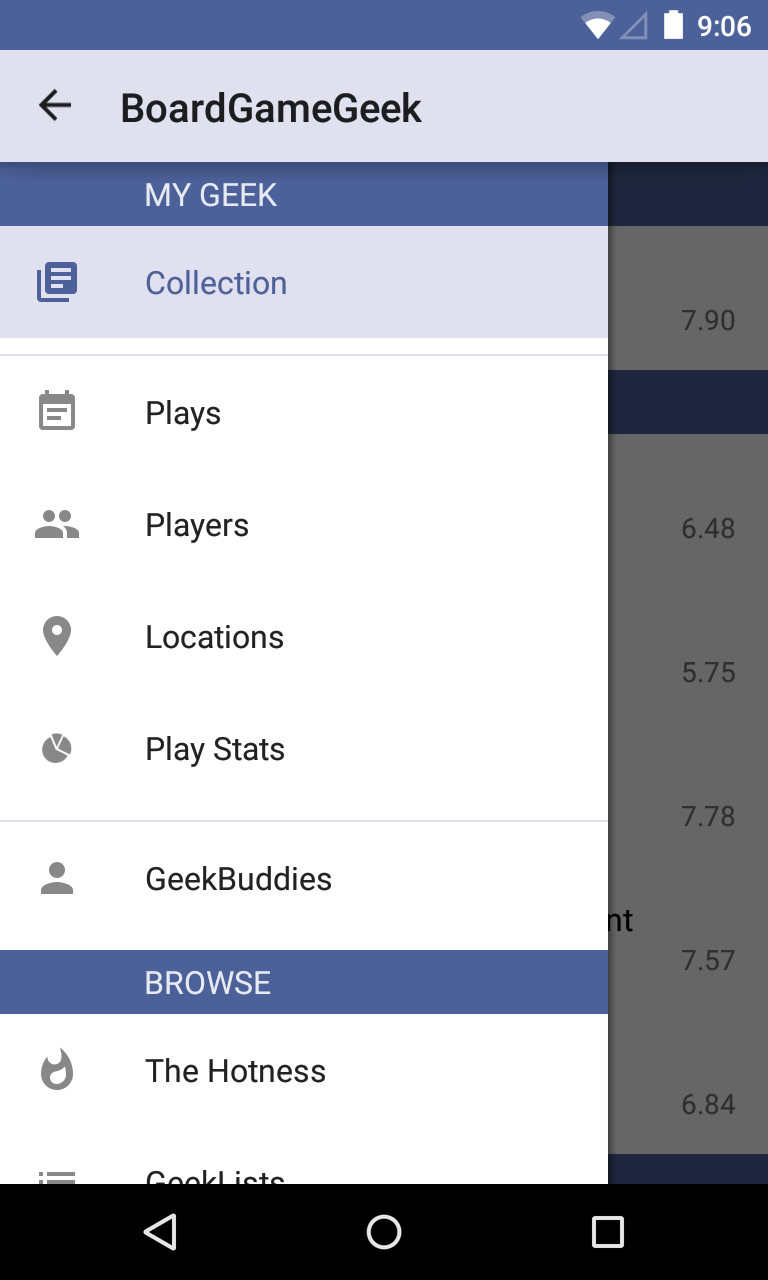 9:06
BoardGameGeek
MY GEEK
Collection
7.90
Plays
Players
6.48
Locations
5.75
Play Stats
7.78
GeekBuddies
nt
7.57
BROWSE
The Hotness
6.84
GeekLists